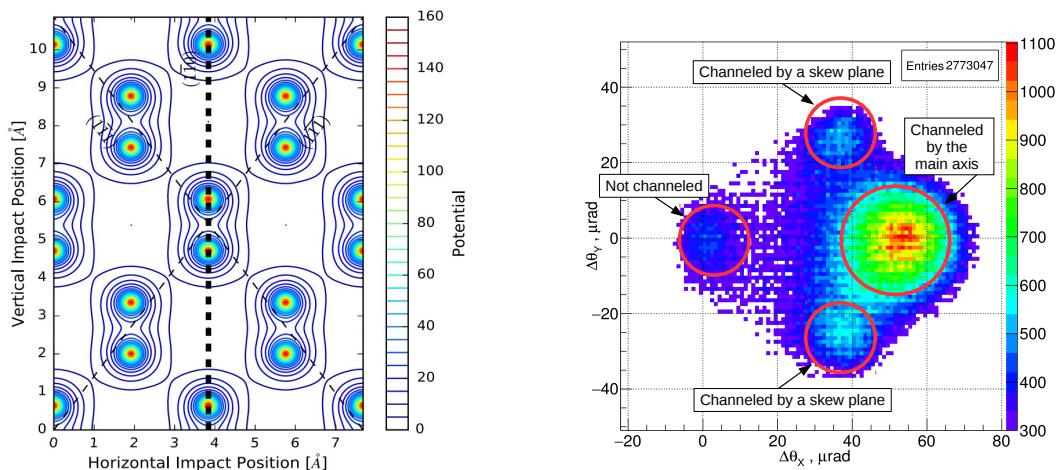 10
9
8
7
6
5
4
3
2
1
0
Vertical Impact Position [Å]
(11̄0)
0 1 2 3 4 5 6 7
Horizontal Impact Position [Å]
160
140
120
100
80
60
40
20
0
Potential
Channeled by a skew plane
Entries 2773047
Channeled
by the
main axis
Not channeled
Channeled by a skew plane
40
20
0
−20
−40
Δθ_Y , μrad
−20 0 20 40 60 80
Δθ_X , μrad
1100
1000
900
800
700
600
500
400
300